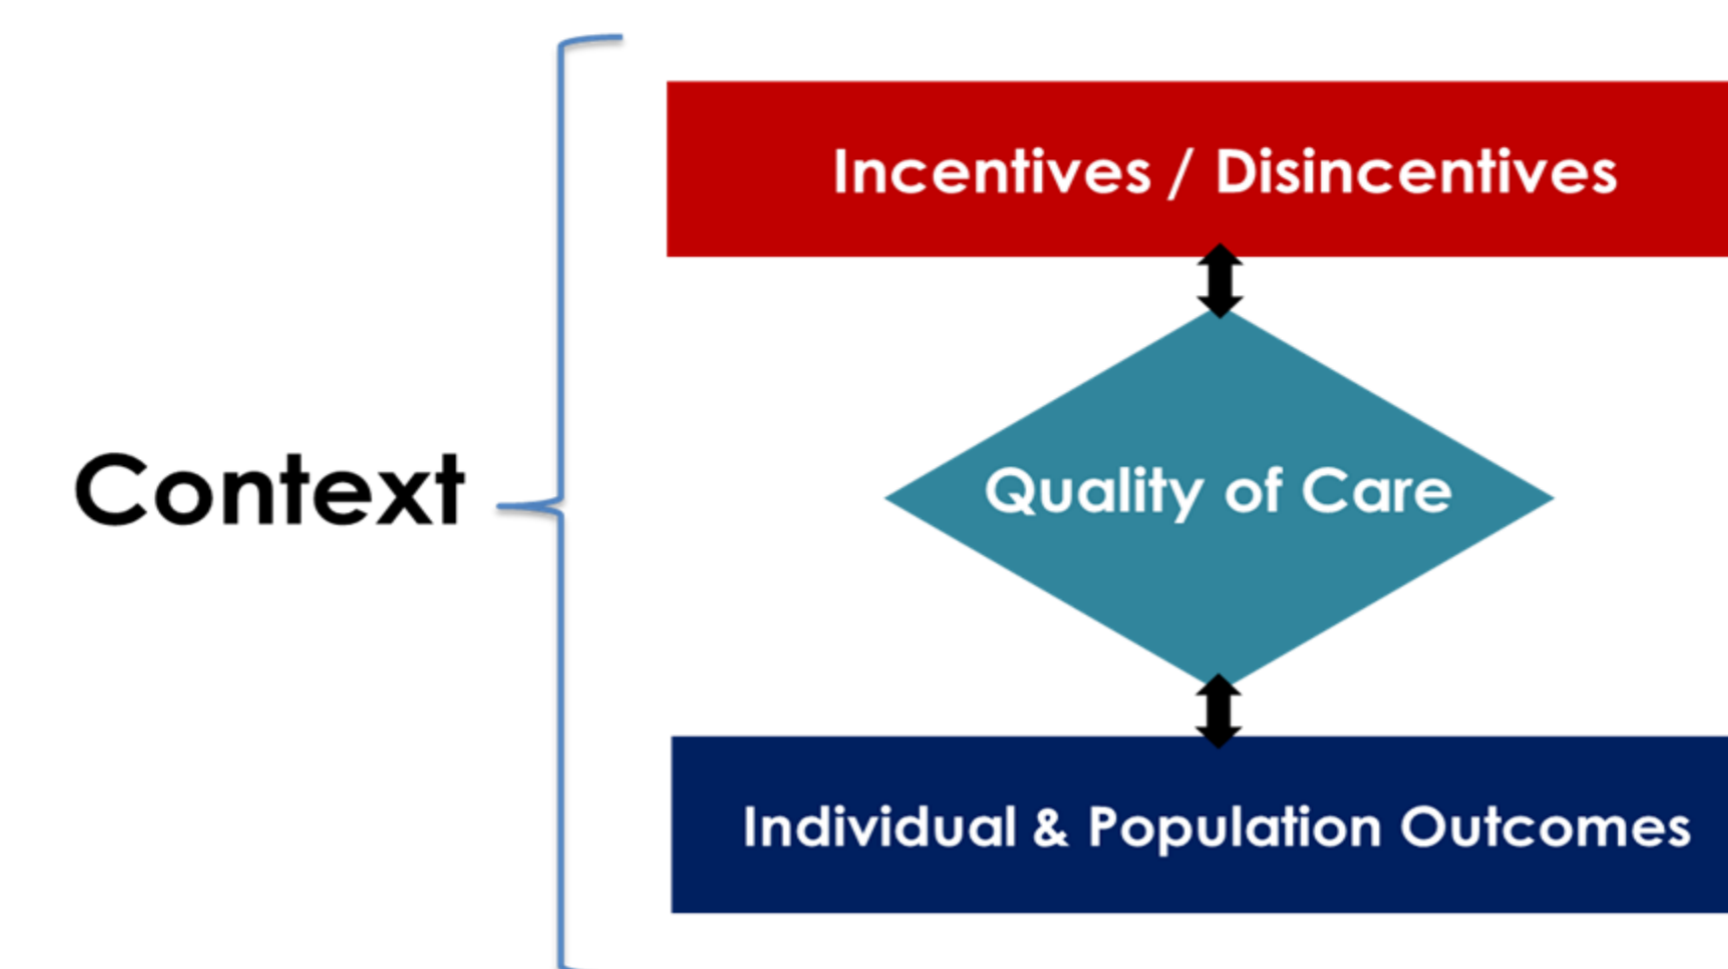 Incentives / Disincentives
Context
Quality of Care
Individual & Population Outcomes